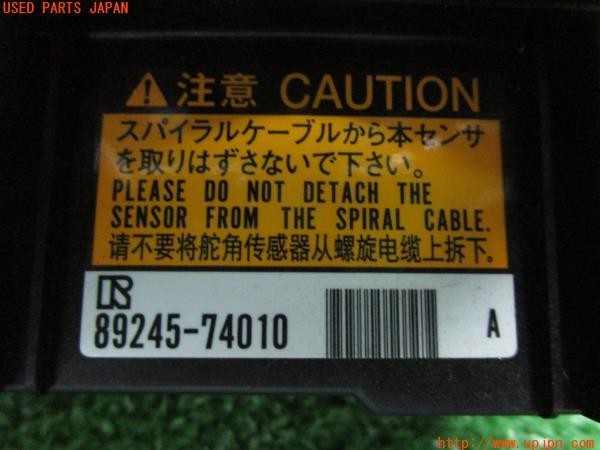 USED PARTS JAPAN
注意 CAUTION
スパイラルケーブルから本センサ
を取りはずさないで下さい。
PLEASE DO NOT DETACH THE
SENSOR FROM THE SPIRAL CABLE.
请不要将舵角传感器从螺旋电缆上拆下。
89245-74010 A
http://www.upjpn.com